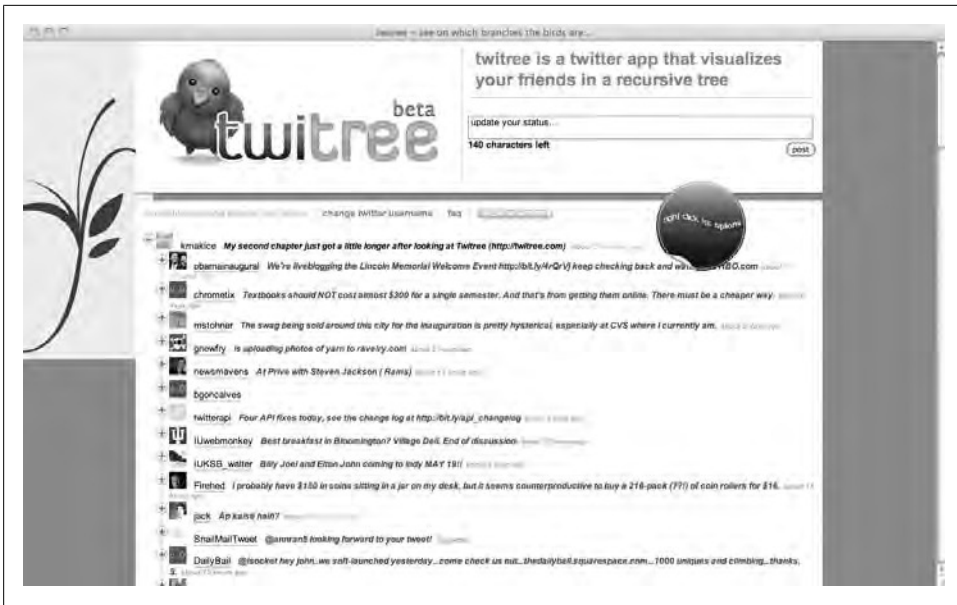 twitree – see on which branches the birds are...
twitree is a twitter app that visualizes
your friends in a recursive tree
beta
twitree
update your status...
140 characters left
post
change twitter username faq
right click for options
kmakice My second chapter just got a little longer after looking at Twitree (http://twitree.com)
obamainaugural We're liveblogging the Lincoln Memorial Welcome Event http://bit.ly/4rQrVj keep checking back and
chromatix Textbooks should NOT cost almost $300 for a single semester. And that's from getting them online. There must be a cheaper way.
mstohner The swag being sold around this city for the inauguration is pretty hysterical, especially at CVS where I currently am.
gnewfry is uploading photos of yarn to ravelry.com
newsmavens At Prive with Steven Jackson ( Rams)
bgoncalves
twitterapi Four API fixes today, see the change log at http://bit.ly/api_changelog
IUwebmonkey Best breakfast in Bloomington? Village Deli. End of discussion.
IUKSB_walter Billy Joel and Elton John coming to Indy MAY 19!!
Firehed I probably have $150 in coins sitting in a jar on my desk, but it seems counterproductive to buy a 216-pack (??!) of coin rollers for $16.
jack Ap kaise hain?
SnailMailTweet @annran5 looking forward to your tweet!
DailyBail @isocket hey john..we soft-launched yesterday...come check us out...thedailybail.squarespace.com...1000 uniques and climbing...thanks.
S.